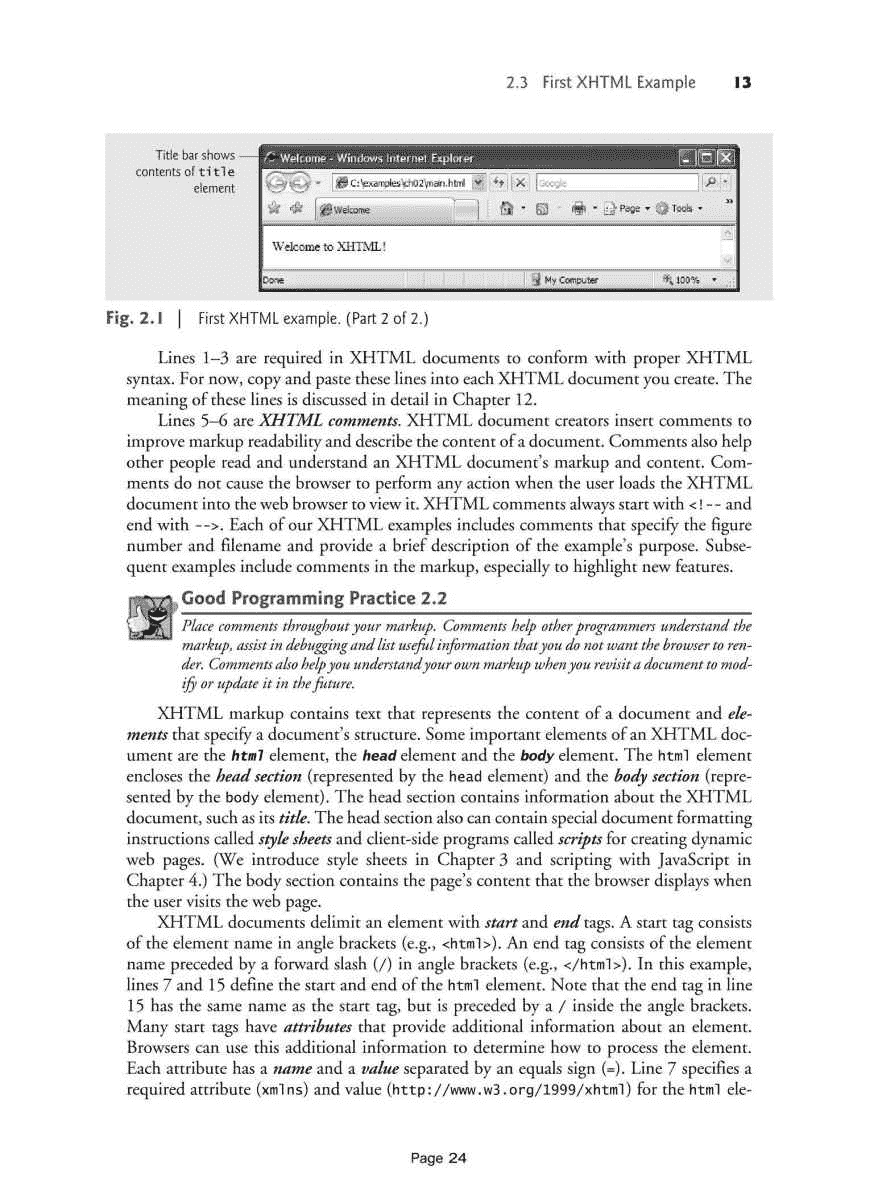 2.3 First XHTML Example 13
Title bar shows
contents of title
element
Welcome - Windows Internet Explorer
C:\examples\ch02\main.html
Google
Welcome
Page
Tools
»
Welcome to XHTML!
Done
My Computer
100%
Fig. 2.1 | First XHTML example. (Part 2 of 2.)
Lines 1–3 are required in XHTML documents to conform with proper XHTML
syntax. For now, copy and paste these lines into each XHTML document you create. The
meaning of these lines is discussed in detail in Chapter 12.
Lines 5–6 are XHTML comments. XHTML document creators insert comments to
improve markup readability and describe the content of a document. Comments also help
other people read and understand an XHTML document’s markup and content. Com-
ments do not cause the browser to perform any action when the user loads the XHTML
document into the web browser to view it. XHTML comments always start with <!-- and
end with -->. Each of our XHTML examples includes comments that specify the figure
number and filename and provide a brief description of the example’s purpose. Subse-
quent examples include comments in the markup, especially to highlight new features.
Good Programming Practice 2.2
Place comments throughout your markup. Comments help other programmers understand the
markup, assist in debugging and list useful information that you do not want the browser to ren-
der. Comments also help you understand your own markup when you revisit a document to mod-
ify or update it in the future.
XHTML markup contains text that represents the content of a document and ele-
ments that specify a document’s structure. Some important elements of an XHTML doc-
ument are the html element, the head element and the body element. The html element
encloses the head section (represented by the head element) and the body section (repre-
sented by the body element). The head section contains information about the XHTML
document, such as its title. The head section also can contain special document formatting
instructions called style sheets and client-side programs called scripts for creating dynamic
web pages. (We introduce style sheets in Chapter 3 and scripting with JavaScript in
Chapter 4.) The body section contains the page’s content that the browser displays when
the user visits the web page.
XHTML documents delimit an element with start and end tags. A start tag consists
of the element name in angle brackets (e.g., <html>). An end tag consists of the element
name preceded by a forward slash (/) in angle brackets (e.g., </html>). In this example,
lines 7 and 15 define the start and end of the html element. Note that the end tag in line
15 has the same name as the start tag, but is preceded by a / inside the angle brackets.
Many start tags have attributes that provide additional information about an element.
Browsers can use this additional information to determine how to process the element.
Each attribute has a name and a value separated by an equals sign (=). Line 7 specifies a
required attribute (xmlns) and value (http://www.w3.org/1999/xhtml) for the html ele-
Page 24